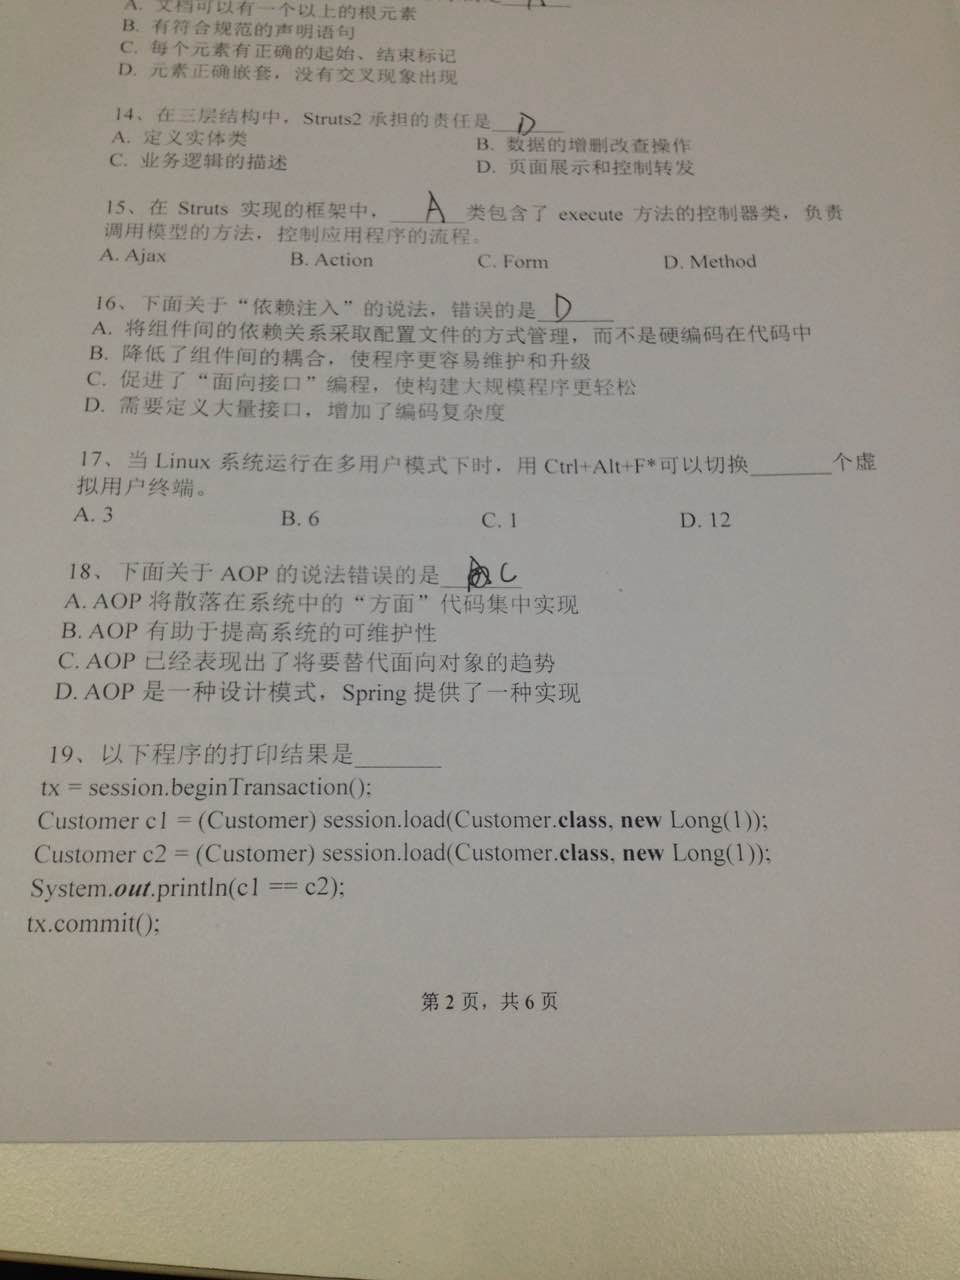 A. 文档可以有一个以上的根元素
B. 有符合规范的声明语句
C. 每个元素有正确的起始、结束标记
D. 元素正确嵌套，没有交叉现象出现
14、在三层结构中，Struts2 承担的责任是 D
A. 定义实体类 B. 数据的增删改查操作
C. 业务逻辑的描述 D. 页面展示和控制转发
15、在 Struts 实现的框架中， A 类包含了 execute 方法的控制器类，负责
调用模型的方法，控制应用程序的流程。
A. Ajax B. Action C. Form D. Method
16、下面关于“依赖注入”的说法，错误的是 D
A. 将组件间的依赖关系采取配置文件的方式管理，而不是硬编码在代码中
B. 降低了组件间的耦合，使程序更容易维护和升级
C. 促进了“面向接口”编程，使构建大规模程序更轻松
D. 需要定义大量接口，增加了编码复杂度
17、当 Linux 系统运行在多用户模式下时，用 Ctrl+Alt+F*可以切换_______个虚
拟用户终端。
A. 3 B. 6 C. 1 D. 12
18、下面关于 AOP 的说法错误的是 C
A. AOP 将散落在系统中的“方面”代码集中实现
B. AOP 有助于提高系统的可维护性
C. AOP 已经表现出了将要替代面向对象的趋势
D. AOP 是一种设计模式，Spring 提供了一种实现
19、以下程序的打印结果是_______
tx = session.beginTransaction();
Customer c1 = (Customer) session.load(Customer.class, new Long(1));
Customer c2 = (Customer) session.load(Customer.class, new Long(1));
System.out.println(c1 == c2);
tx.commit();
第 2 页，共 6 页